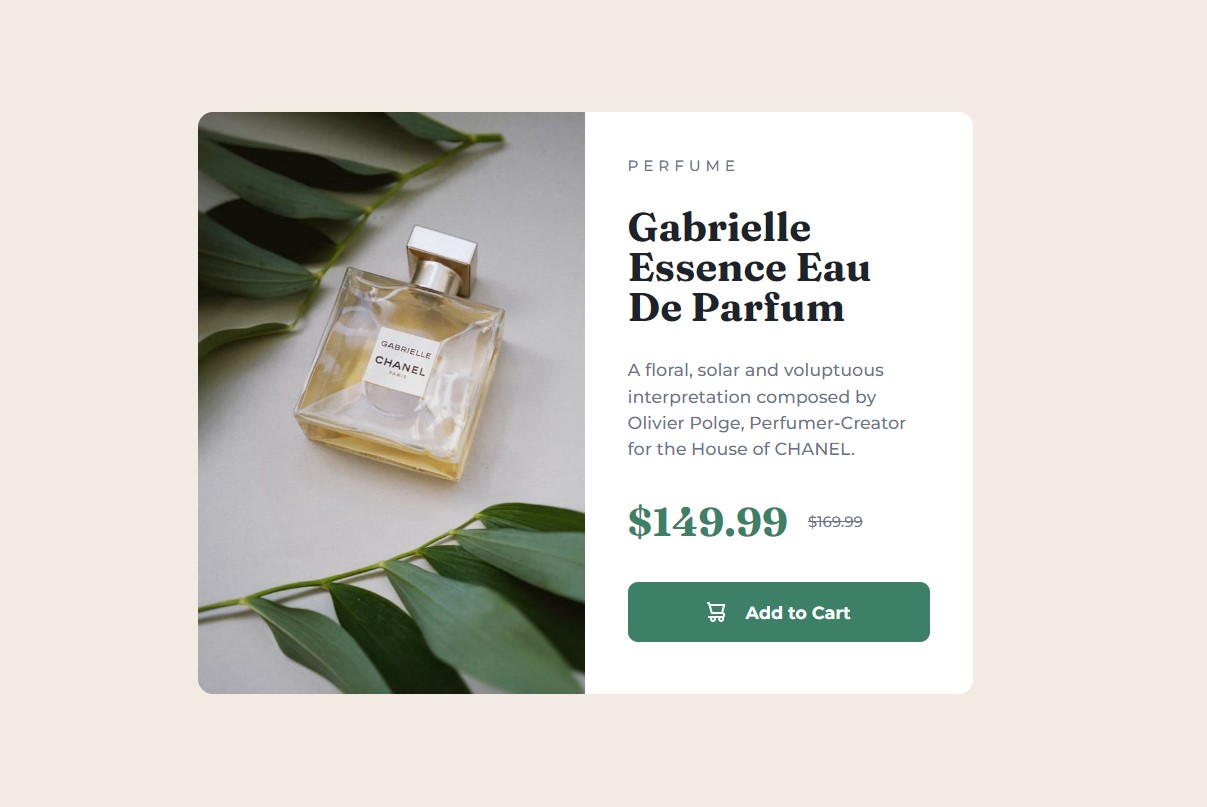 GABRIELLE
CHANEL
PARIS
PERFUME
Gabrielle
Essence Eau
De Parfum
A floral, solar and voluptuous
interpretation composed by
Olivier Polge, Perfumer-Creator
for the House of CHANEL.
$149.99 $169.99
Add to Cart